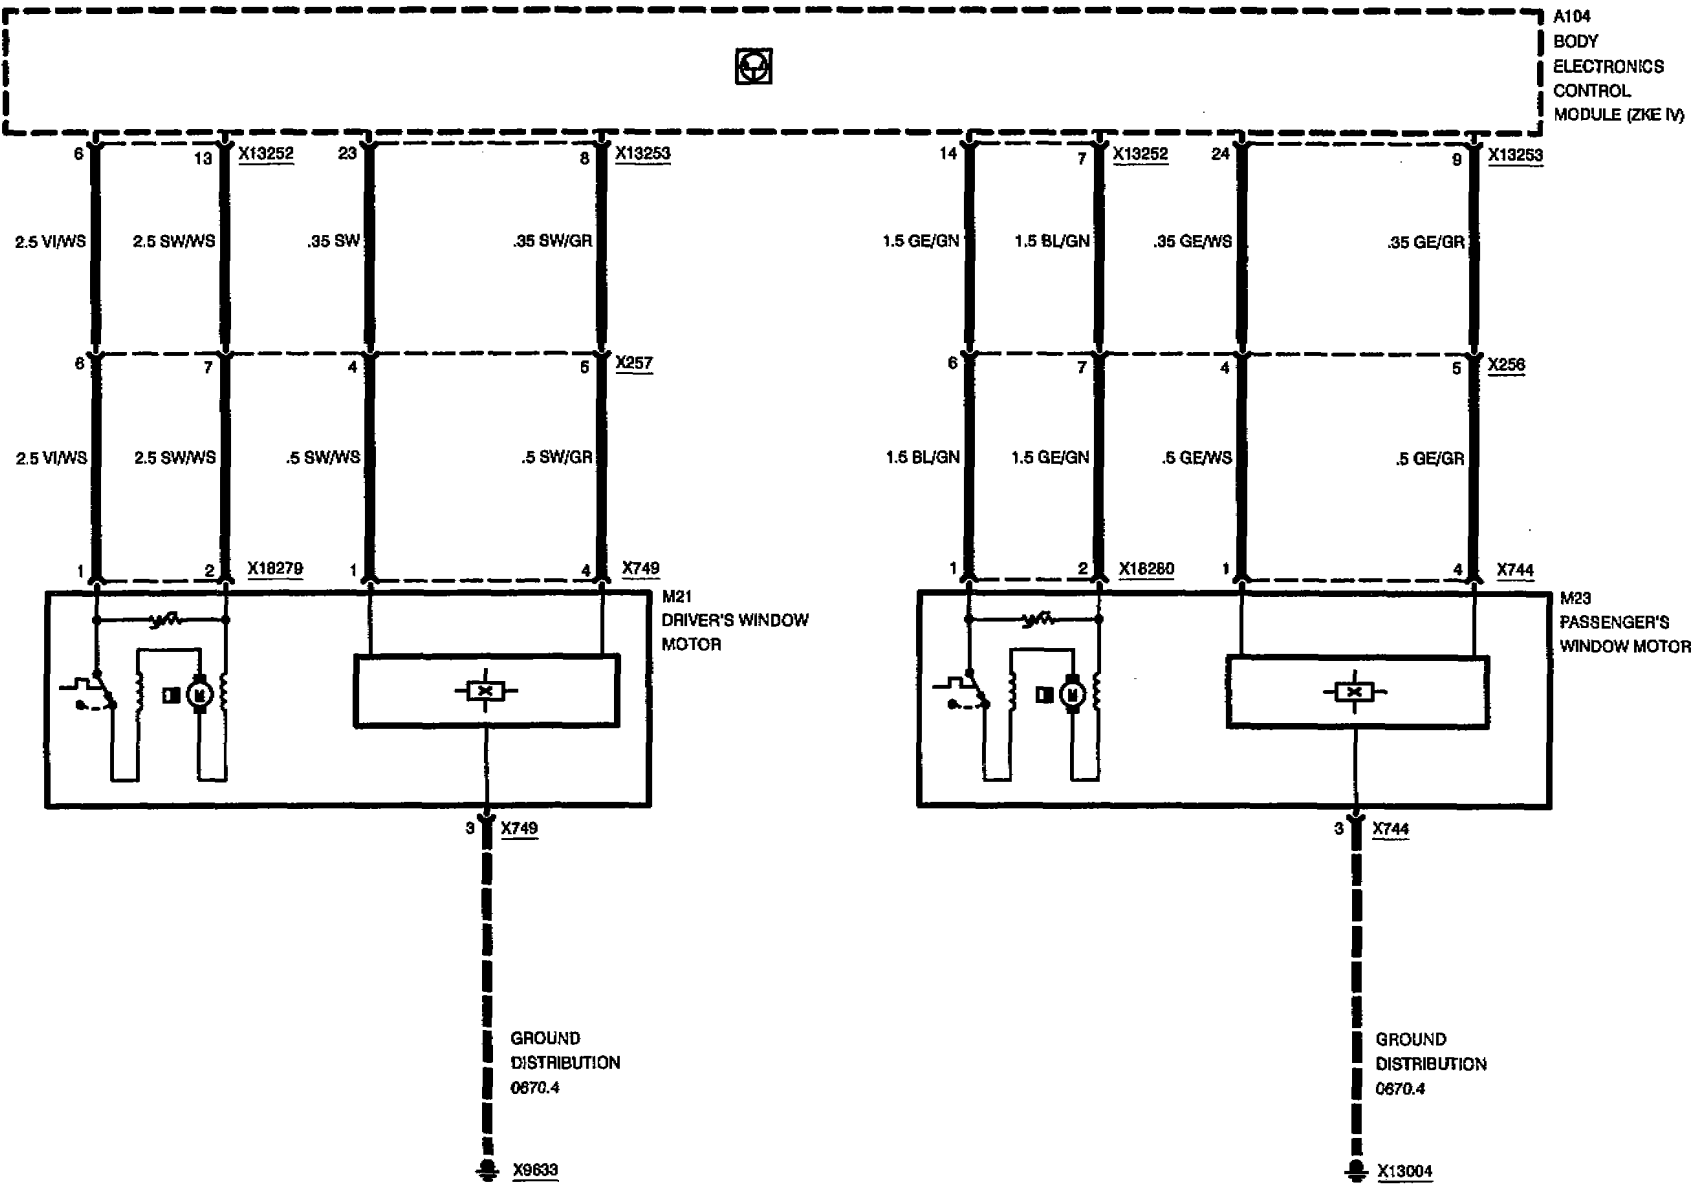 A104
BODY
ELECTRONICS
CONTROL
MODULE (ZKE IV)
6 13 X13252 23 8 X13253 14 7 X13252 24 9 X13253
2.5 VI/WS 2.5 SW/WS .35 SW .35 SW/GR 1.5 GE/GN 1.5 BL/GN .35 GE/WS .35 GE/GR
6 7 4 5 X257 6 7 4 5 X256
2.5 VI/WS 2.5 SW/WS .5 SW/WS .5 SW/GR 1.5 BL/GN 1.5 GE/GN .5 GE/WS .5 GE/GR
1 2 X18279 1 4 X749 1 2 X18280 1 4 X744
M21
DRIVER'S WINDOW
MOTOR
M23
PASSENGER'S
WINDOW MOTOR
M M
3 X749 3 X744
GROUND
DISTRIBUTION
0670.4
GROUND
DISTRIBUTION
0670.4
X9633 X13004